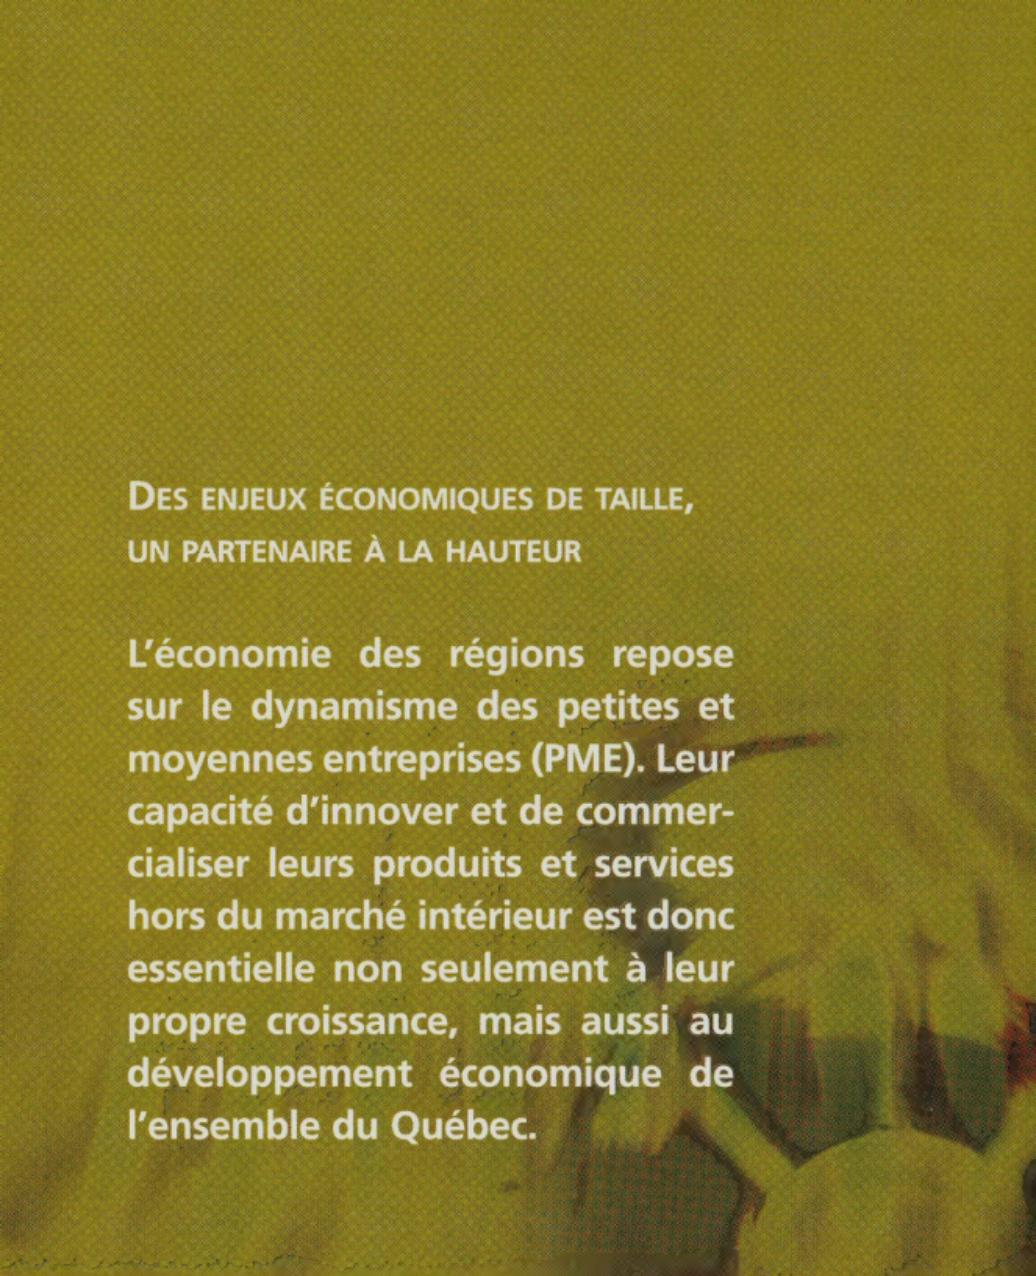 DES ENJEUX ÉCONOMIQUES DE TAILLE,
UN PARTENAIRE À LA HAUTEUR
L'économie des régions repose
sur le dynamisme des petites et
moyennes entreprises (PME). Leur
capacité d'innover et de commer-
cialiser leurs produits et services
hors du marché intérieur est donc
essentielle non seulement à leur
propre croissance, mais aussi au
développement économique de
l'ensemble du Québec.